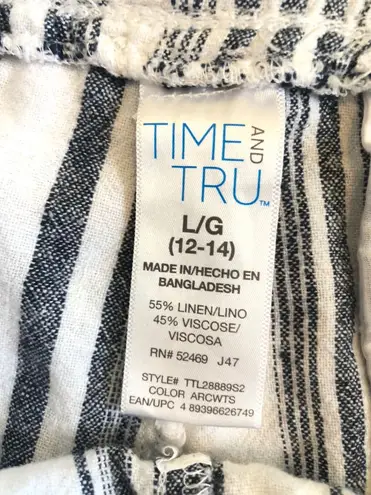 TIME AND
TRU™
L/G
(12-14)
MADE IN/HECHO EN
BANGLADESH
55% LINEN/LINO
45% VISCOSE/
VISCOSA
RN# 52469 J47
STYLE# TTL28889S2
COLOR ARCWTS
EAN/UPC 4 89396626749